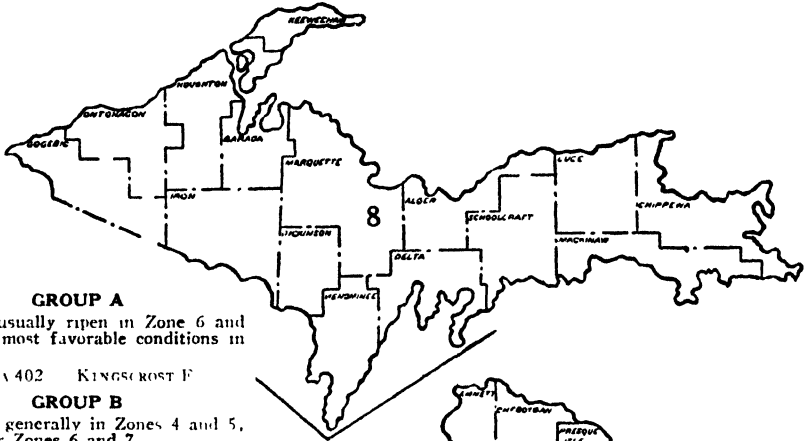 KEEWEENAW
HOUGHTON
ONTONAGON
GOGEBIC
BARAGA
MARQUETTE
LUCE
IRON
ALGER
CHIPPEWA
8
SCHOOLCRAFT
DICKINSON
MACKINAW
DELTA
MENOMINEE
GROUP A
usually ripen in Zone 6 and
most favorable conditions in
402 KINGSCROST F
GROUP B
generally in Zones 4 and 5,
Zones 6 and 7
EMMETT
CHEBOYGAN
PRESQUE
ISLE